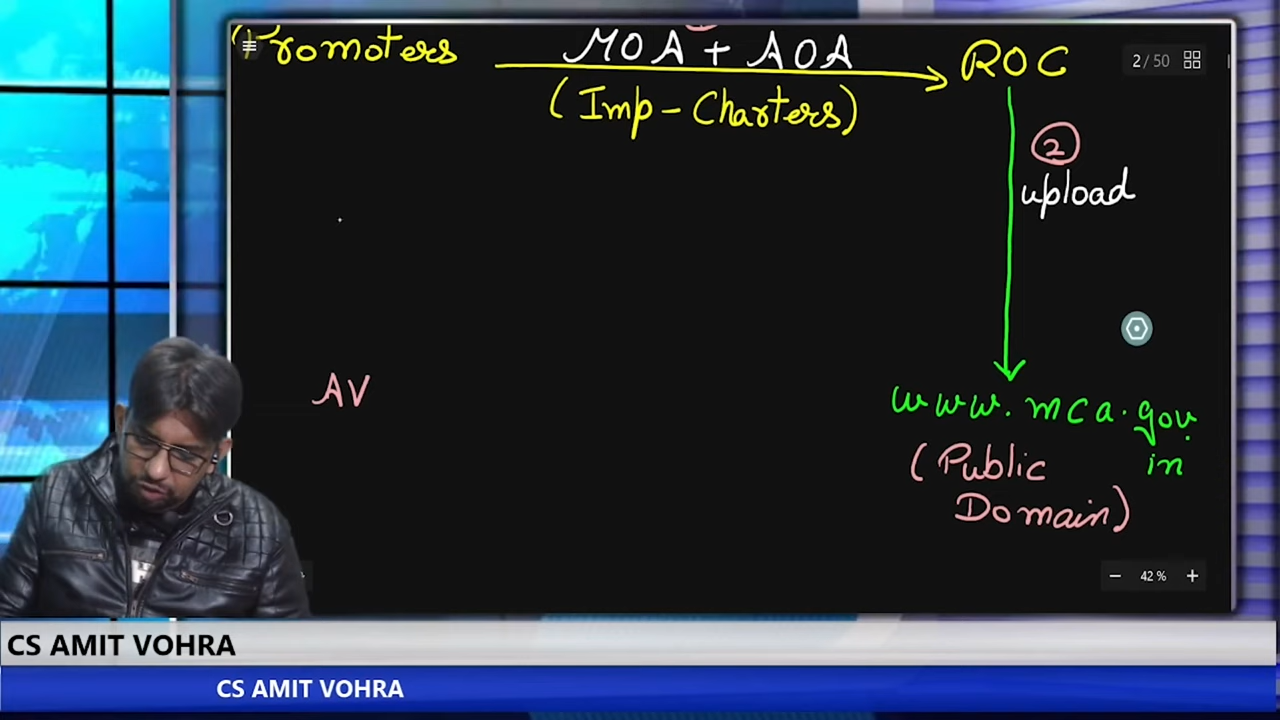 Promoters
MOA + AOA
ROC
2 / 50
(Imp - Charters)
2
upload
AV
www.mca.gov.
in
(Public
Domain)
42 %
CS AMIT VOHRA
CS AMIT VOHRA